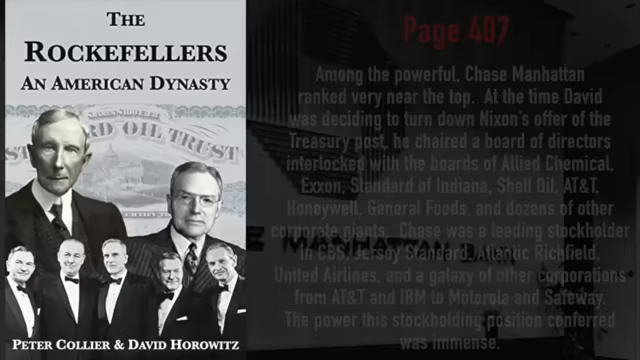 THE
ROCKEFELLERS
AN AMERICAN DYNASTY
OIL TRUST
PETER COLLIER & DAVID HOROWITZ
Page 407
Among the powerful, Chase Manhattan
ranked very near the top. At the time David
was deciding to turn down Nixon's offer of the
Treasury post, he chaired a board of directors
interlocked with the boards of Allied Chemical,
Exxon, Standard of Indiana, Shell Oil, AT&T,
Honeywell, General Foods, and dozens of other
corporate giants. Chase was a leading stockholder
in CBS, Jersey Standard, Atlantic Richfield,
United Airlines, and a galaxy of other corporations
from AT&T and IBM to Motorola and Safeway.
The power this stockholding position conferred
was immense.
MANHATTAN BANK